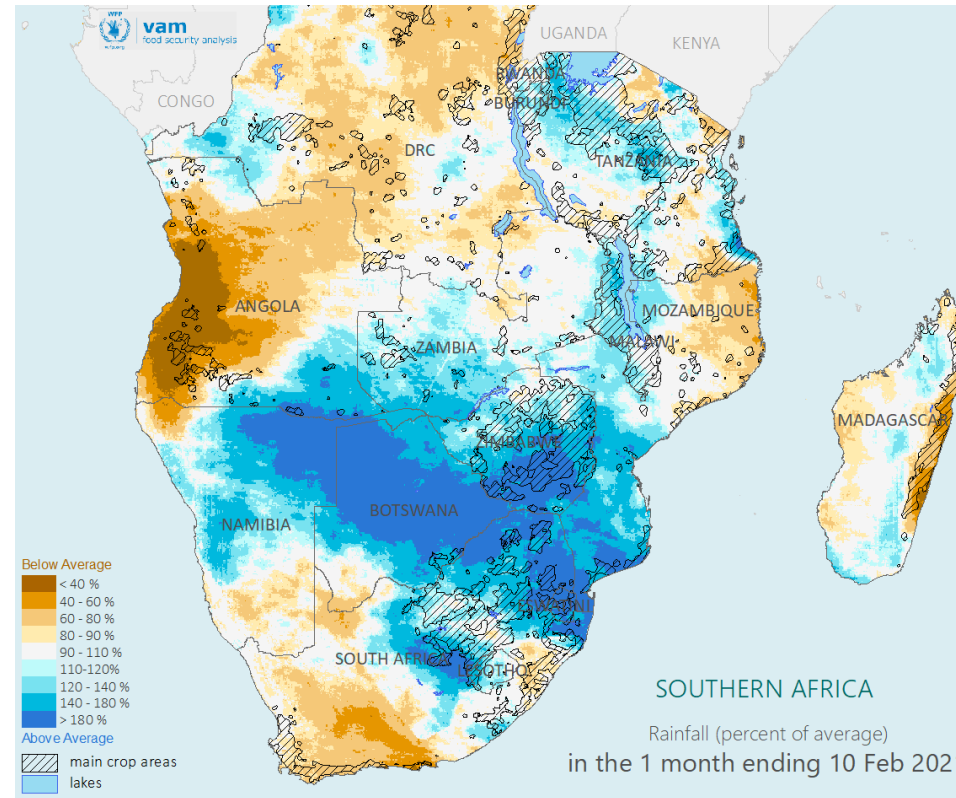 WFP
vam
food security analysis
wfp.org
UGANDA
KENYA
RWANDA
CONGO
BURUNDI
DRC
TANZANIA
ANGOLA
MOZAMBIQUE
ZAMBIA
MALAWI
MADAGASCAR
ZIMBABWE
BOTSWANA
NAMIBIA
ESWATINI
SOUTH AFRICA
LESOTHO
Below Average
< 40 %
40 - 60 %
60 - 80 %
80 - 90 %
90 - 110 %
110-120%
120 - 140 %
140 - 180 %
> 180 %
Above Average
main crop areas
lakes
SOUTHERN AFRICA
Rainfall (percent of average)
in the 1 month ending 10 Feb 202